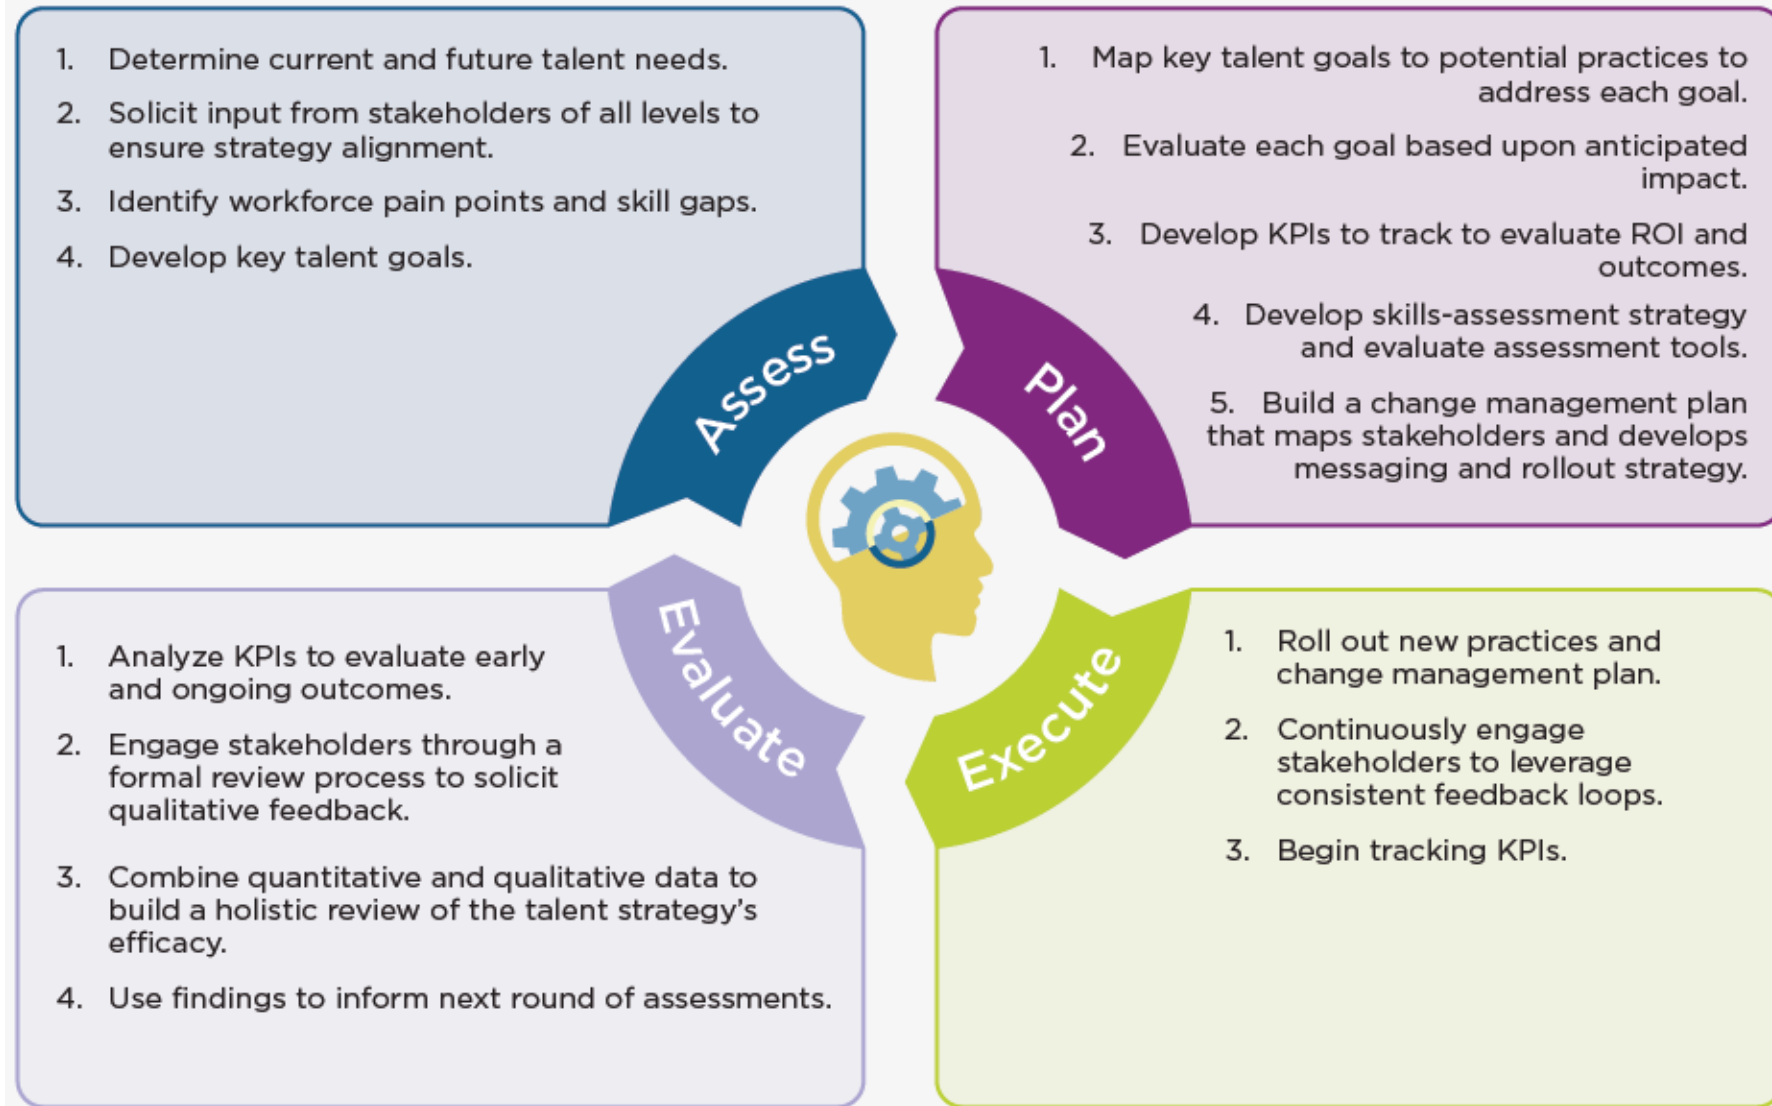 1. Determine current and future talent needs.
2. Solicit input from stakeholders of all levels to
ensure strategy alignment.
3. Identify workforce pain points and skill gaps.
4. Develop key talent goals.
Assess
1. Map key talent goals to potential practices to
address each goal.
2. Evaluate each goal based upon anticipated
impact.
3. Develop KPIs to track to evaluate ROI and
outcomes.
4. Develop skills-assessment strategy
and evaluate assessment tools.
5. Build a change management plan
that maps stakeholders and develops
messaging and rollout strategy.
Plan
1. Analyze KPIs to evaluate early
and ongoing outcomes.
2. Engage stakeholders through a
formal review process to solicit
qualitative feedback.
3. Combine quantitative and qualitative data to
build a holistic review of the talent strategy’s
efficacy.
4. Use findings to inform next round of assessments.
Evaluate
1. Roll out new practices and
change management plan.
2. Continuously engage
stakeholders to leverage
consistent feedback loops.
3. Begin tracking KPIs.
Execute